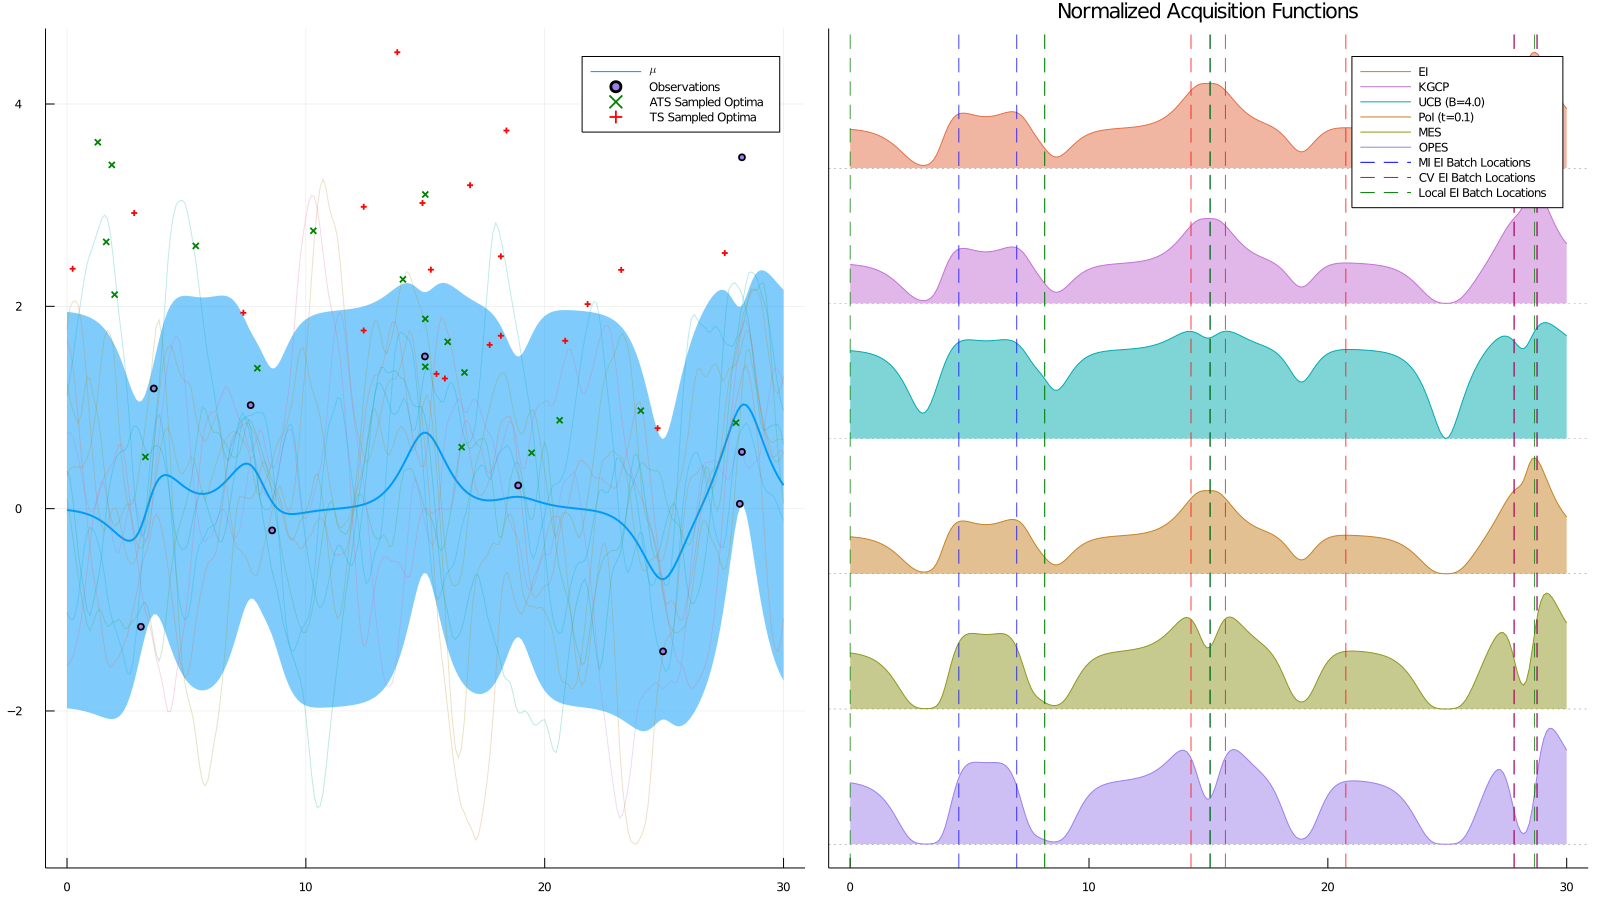 Normalized Acquisition Functions
μ
Observations
ATS Sampled Optima
TS Sampled Optima
4
2
0
−2
0
10
20
30
EI
KGCP
UCB (B=4.0)
PoI (t=0.1)
MES
OPES
MI EI Batch Locations
CV EI Batch Locations
Local EI Batch Locations
0
10
20
30